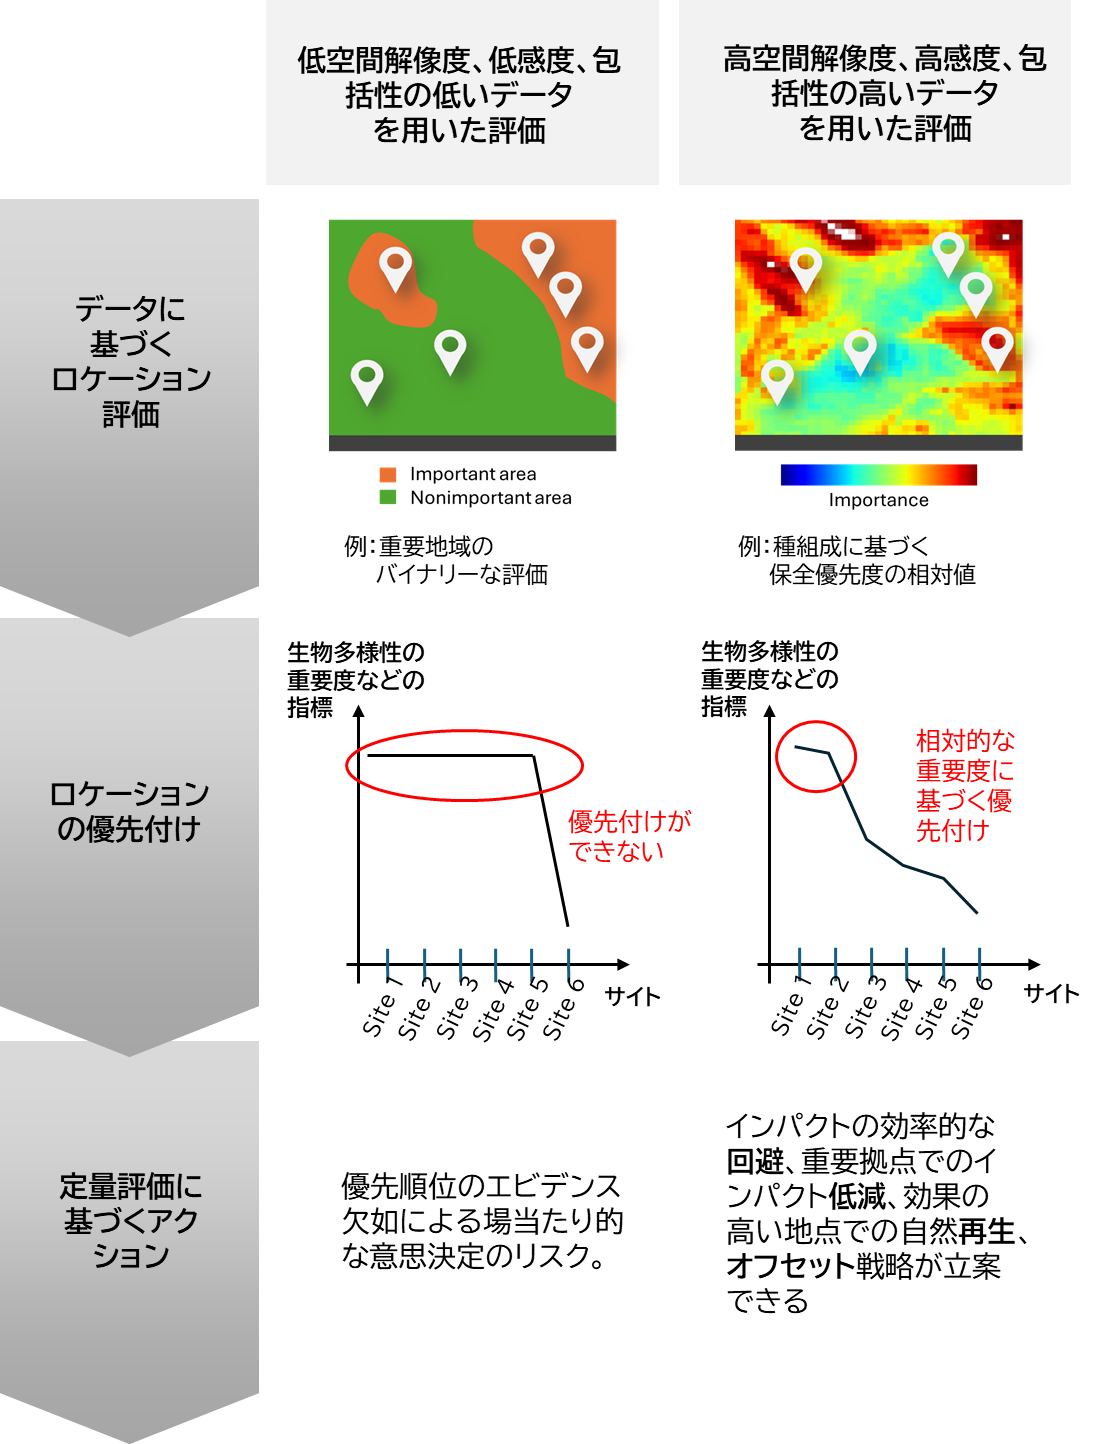 低空間解像度、低感度、包
括性の低いデータ
を用いた評価
高空間解像度、高感度、包
括性の高いデータ
を用いた評価
データに
基づく
ロケーション
評価
Important area
Nonimportant area
例：重要地域の
バイナリーな評価
Importance
例：種組成に基づく
保全優先度の相対値
ロケーション
の優先付け
生物多様性の
重要度などの
指標
優先付けが
できない
Site 1
Site 2
Site 3
Site 4
Site 5
Site 6
サイト
生物多様性の
重要度などの
指標
相対的な
重要度に
基づく優
先付け
Site 1
Site 2
Site 3
Site 4
Site 5
Site 6
サイト
定量評価に
基づくアク
ション
優先順位のエビデンス
欠如による場当たり的
な意思決定のリスク。
インパクトの効率的な
回避、重要拠点でのイ
ンパクト低減、効果の
高い地点での自然再生、
オフセット戦略が立案
できる